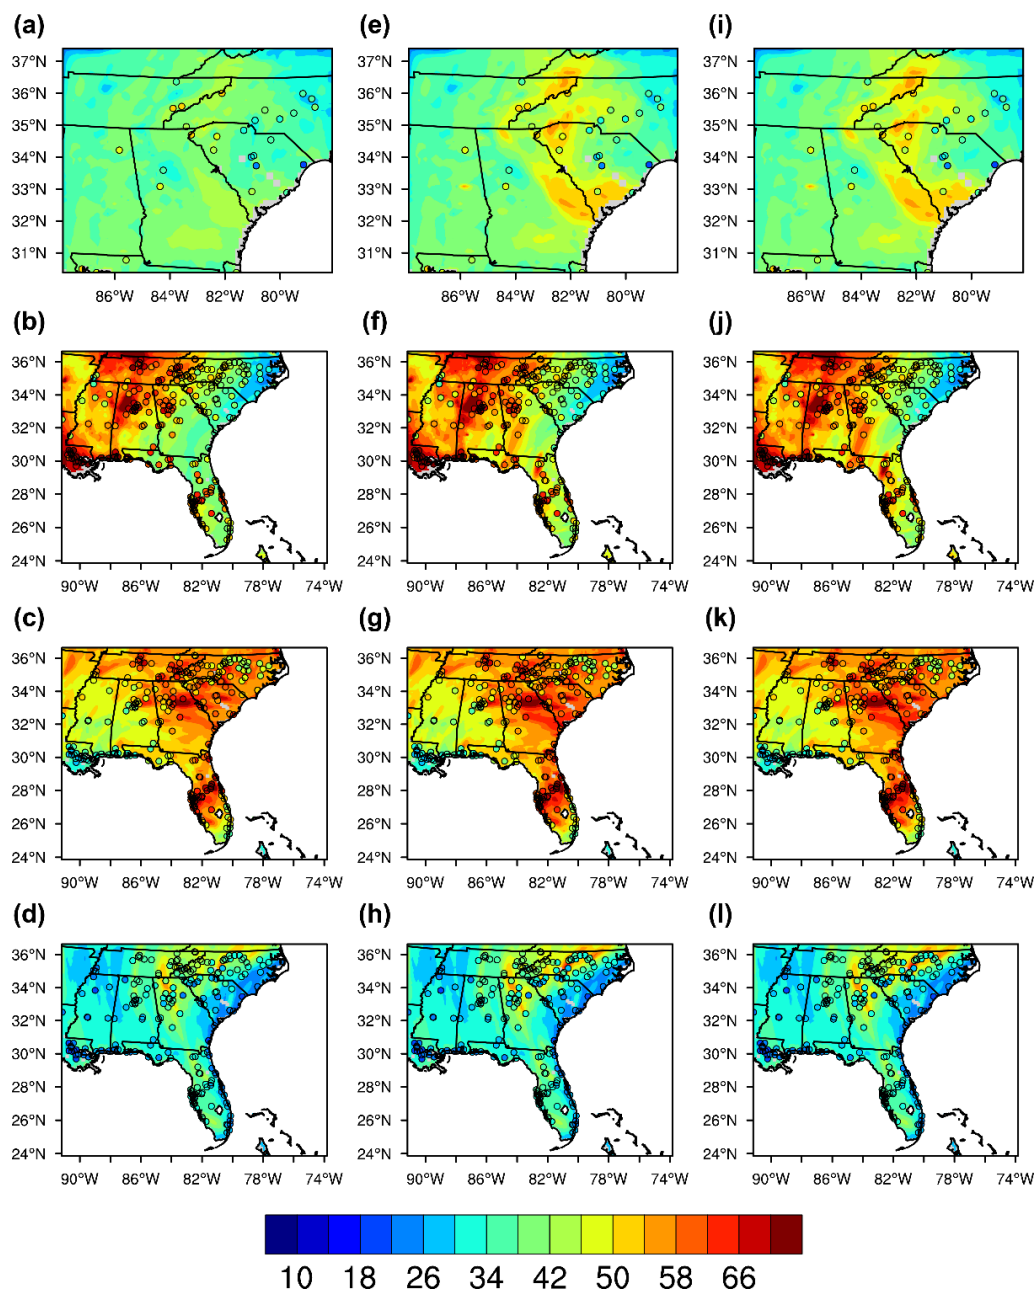 (a) (e) (i)
37°N 37°N 37°N
36°N 36°N 36°N
35°N 35°N 35°N
34°N 34°N 34°N
33°N 33°N 33°N
32°N 32°N 32°N
31°N 31°N 31°N
86°W 84°W 82°W 80°W 86°W 84°W 82°W 80°W 86°W 84°W 82°W 80°W
(b) (f) (j)
36°N 36°N 36°N
34°N 34°N 34°N
32°N 32°N 32°N
30°N 30°N 30°N
28°N 28°N 28°N
26°N 26°N 26°N
24°N 24°N 24°N
90°W 86°W 82°W 78°W 74°W 90°W 86°W 82°W 78°W 74°W 90°W 86°W 82°W 78°W 74°W
(c) (g) (k)
36°N 36°N 36°N
34°N 34°N 34°N
32°N 32°N 32°N
30°N 30°N 30°N
28°N 28°N 28°N
26°N 26°N 26°N
24°N 24°N 24°N
90°W 86°W 82°W 78°W 74°W 90°W 86°W 82°W 78°W 74°W 90°W 86°W 82°W 78°W 74°W
(d) (h) (l)
36°N 36°N 36°N
34°N 34°N 34°N
32°N 32°N 32°N
30°N 30°N 30°N
28°N 28°N 28°N
26°N 26°N 26°N
24°N 24°N 24°N
90°W 86°W 82°W 78°W 74°W 90°W 86°W 82°W 78°W 74°W 90°W 86°W 82°W 78°W 74°W
10 18 26 34 42 50 58 66